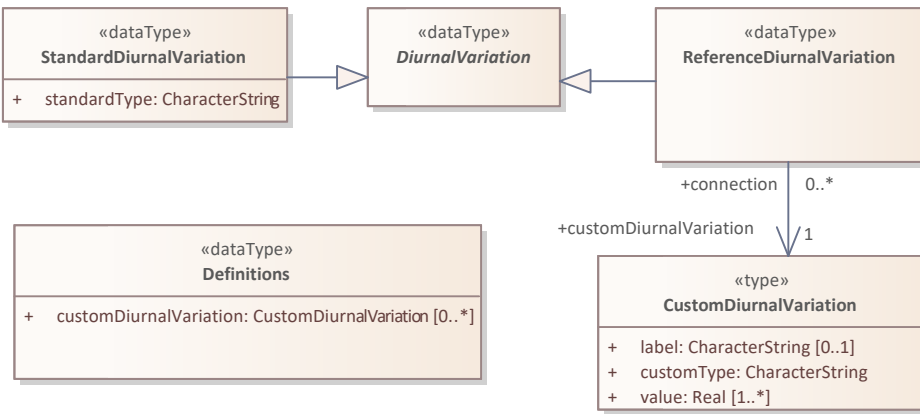 «dataType»
StandardDiurnalVariation
+ standardType: CharacterString
«dataType»
DiurnalVariation
«dataType»
ReferenceDiurnalVariation
+connection 0..*
+customDiurnalVariation 1
«dataType»
Definitions
+ customDiurnalVariation: CustomDiurnalVariation [0..*]
«type»
CustomDiurnalVariation
+ label: CharacterString [0..1]
+ customType: CharacterString
+ value: Real [1..*]